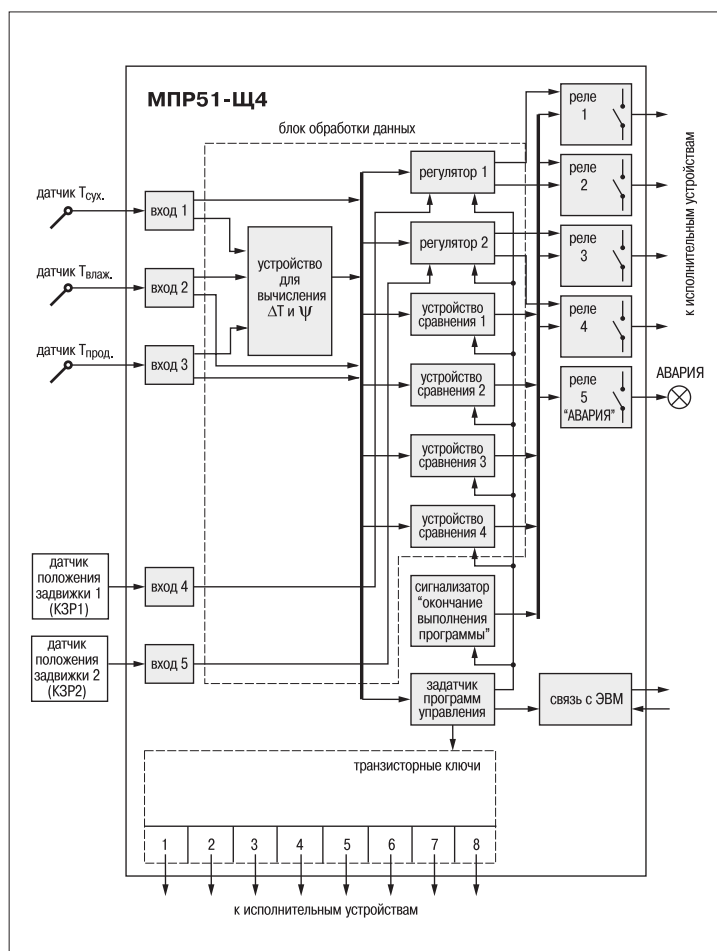 МПР51-Щ4
блок обработки данных
датчик Tсух.
вход 1
датчик Tвлаж.
вход 2
датчик Tпрод.
вход 3
устройство
для
вычисления
ΔT и ψ
регулятор 1
регулятор 2
устройство
сравнения 1
устройство
сравнения 2
устройство
сравнения 3
устройство
сравнения 4
реле
1
реле
2
реле
3
реле
4
реле
5
"АВАРИЯ"
к исполнительным устройствам
АВАРИЯ
датчик
положения
задвижки 1
(КЗР1)
вход 4
датчик
положения
задвижки 2
(КЗР2)
вход 5
сигнализатор
"окончание
выполнения
программы"
задатчик
программ
управления
связь с ЭВМ
транзисторные ключи
1 2 3 4 5 6 7 8
к исполнительным устройствам